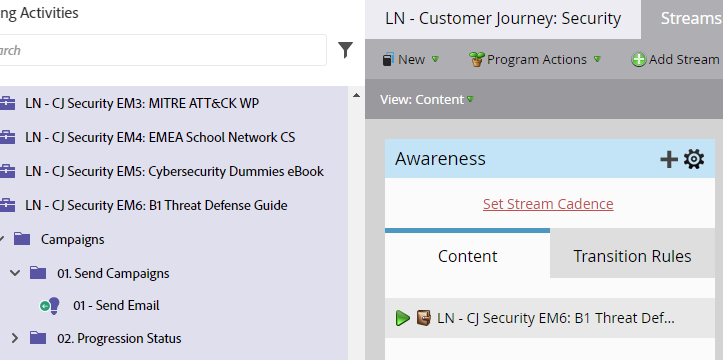 ng Activities
arch
LN - CJ Security EM3: MITRE ATT&CK WP
LN - CJ Security EM4: EMEA School Network CS
LN - CJ Security EM5: Cybersecurity Dummies eBook
LN - CJ Security EM6: B1 Threat Defense Guide
Campaigns
01. Send Campaigns
01 - Send Email
02. Progression Status
LN - Customer Journey: Security
Streams
New
Program Actions
Add Stream
View: Content
Awareness
Set Stream Cadence
Content
Transition Rules
LN - CJ Security EM6: B1 Threat Def...